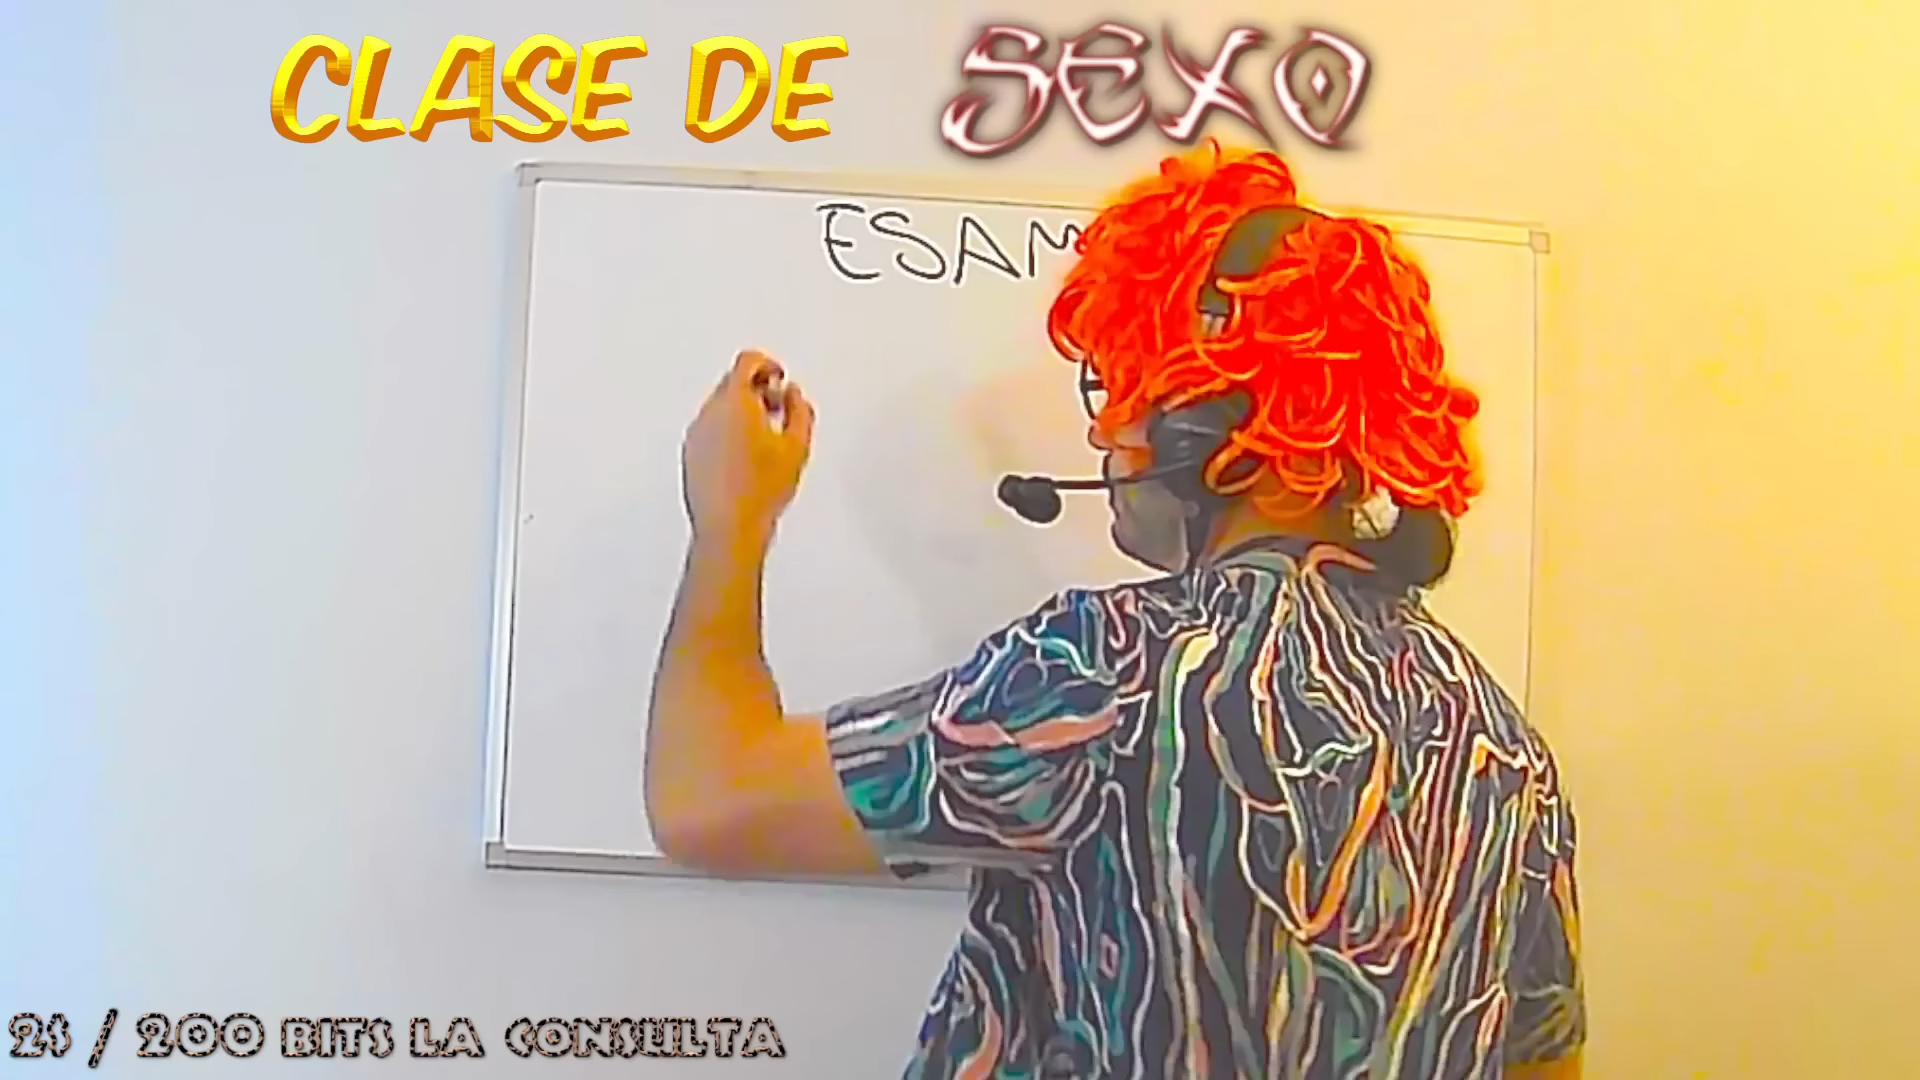 CLASE DE SEXO
ESAM
2$ / 200 BITS LA CONSULTA